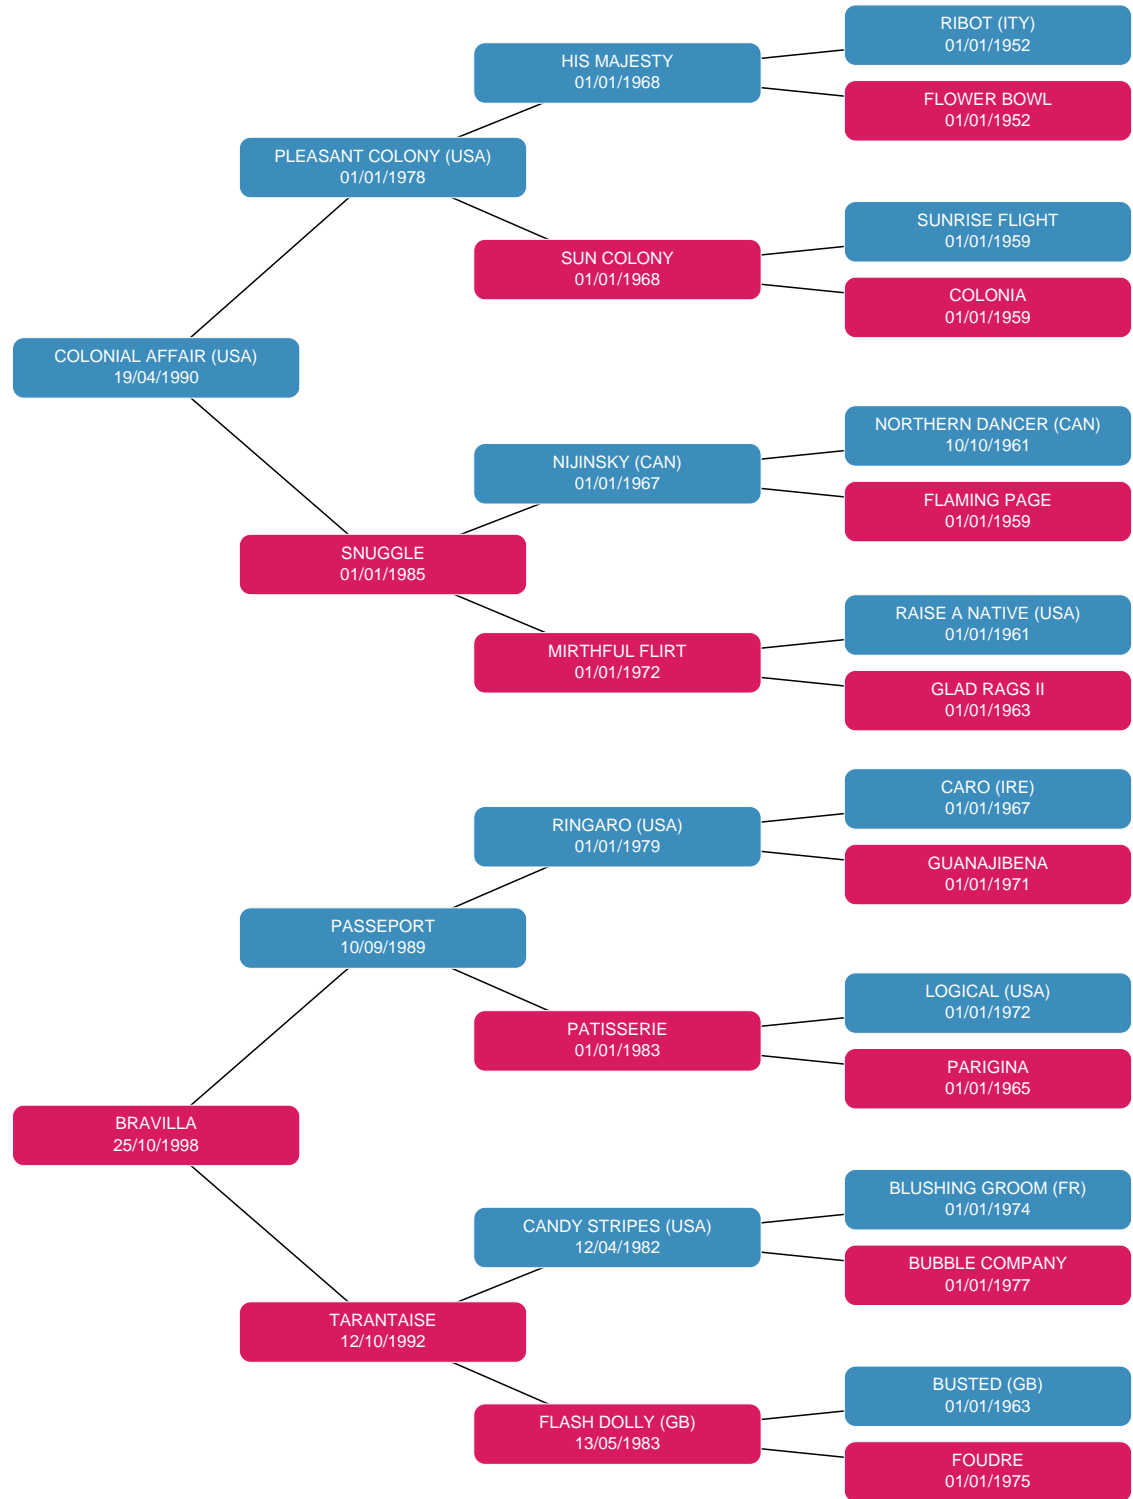 RIBOT (ITY)
01/01/1952
HIS MAJESTY
01/01/1968
FLOWER BOWL
01/01/1952
PLEASANT COLONY (USA)
01/01/1978
SUNRISE FLIGHT
01/01/1959
SUN COLONY
01/01/1968
COLONIA
01/01/1959
COLONIAL AFFAIR (USA)
19/04/1990
NORTHERN DANCER (CAN)
10/10/1961
NIJINSKY (CAN)
01/01/1967
FLAMING PAGE
01/01/1959
SNUGGLE
01/01/1985
RAISE A NATIVE (USA)
01/01/1961
MIRTHFUL FLIRT
01/01/1972
GLAD RAGS II
01/01/1963
CARO (IRE)
01/01/1967
RINGARO (USA)
01/01/1979
GUANAJIBENA
01/01/1971
PASSEPORT
10/09/1989
LOGICAL (USA)
01/01/1972
PATISSERIE
01/01/1983
PARIGINA
01/01/1965
BRAVILLA
25/10/1998
BLUSHING GROOM (FR)
01/01/1974
CANDY STRIPES (USA)
12/04/1982
BUBBLE COMPANY
01/01/1977
TARANTAISE
12/10/1992
BUSTED (GB)
01/01/1963
FLASH DOLLY (GB)
13/05/1983
FOUDRE
01/01/1975